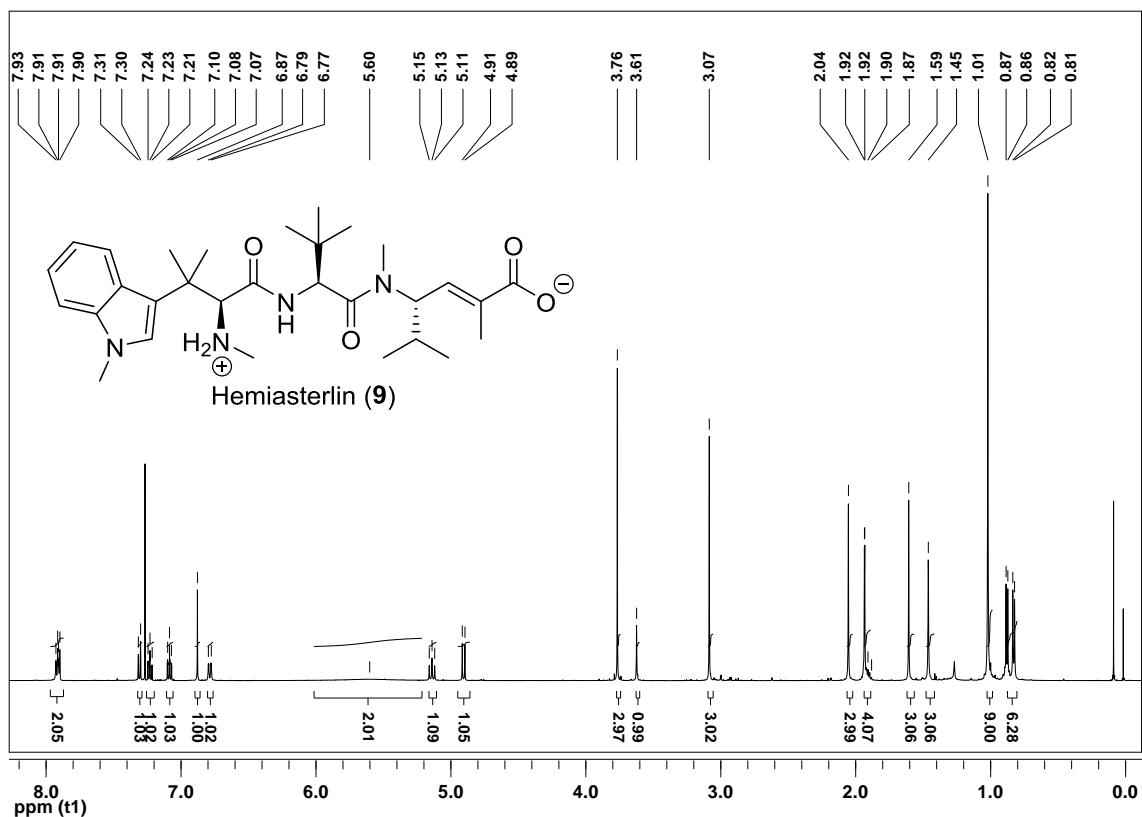 7.93 7.91 7.91 7.90 7.31 7.30 7.24 7.23 7.21 7.10 7.08 7.07 6.87 6.79 6.77 5.60 5.15 5.13 5.11 4.91 4.89 3.76 3.61 3.07 2.04 1.92 1.92 1.90 1.87 1.59 1.45 1.01 0.87 0.86 0.82 0.81
O O O
N N ⊖
H O O
H₂N
N ⊕
Hemiasterlin (9)
2.05 1.03 1.02 1.03 1.00 1.02 2.01 1.09 1.05 2.97 0.99 3.02 2.99 4.07 3.06 3.06 9.00 6.28
8.0 7.0 6.0 5.0 4.0 3.0 2.0 1.0 0.0
ppm (t1)